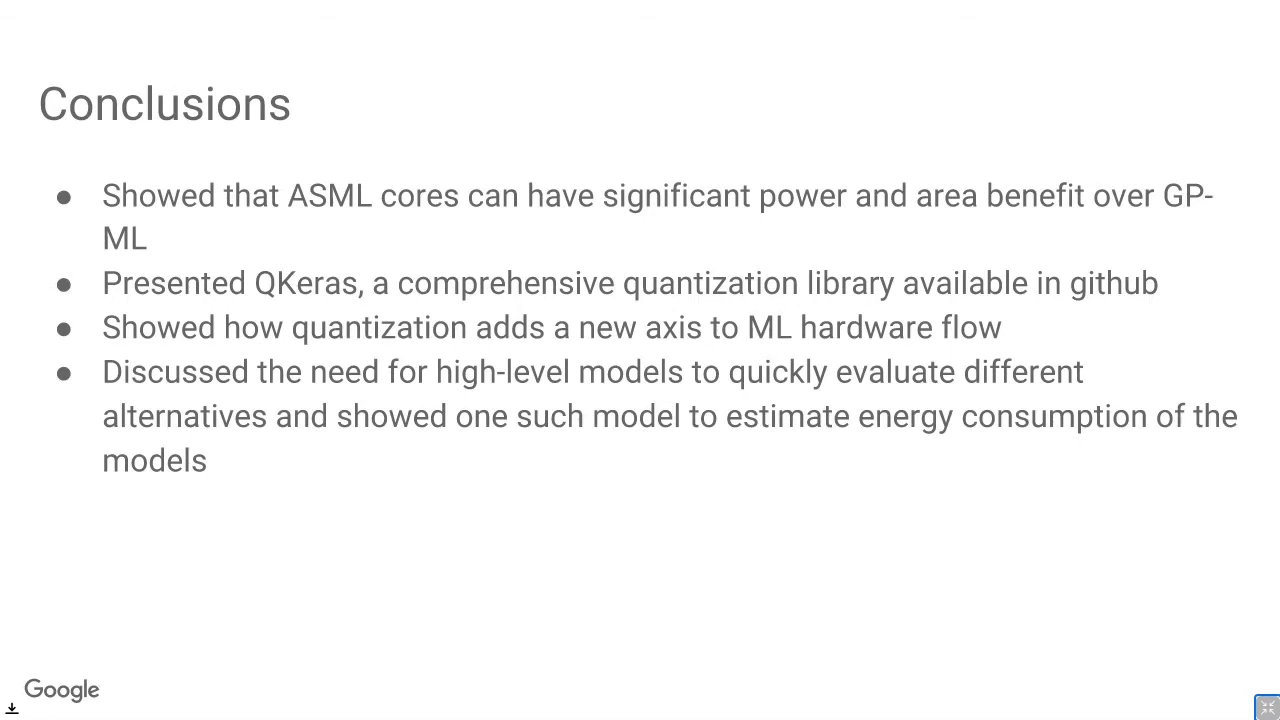 Conclusions
● Showed that ASML cores can have significant power and area benefit over GP-
ML
● Presented QKeras, a comprehensive quantization library available in github
● Showed how quantization adds a new axis to ML hardware flow
● Discussed the need for high-level models to quickly evaluate different
alternatives and showed one such model to estimate energy consumption of the
models
Google